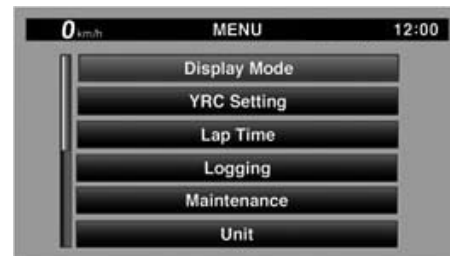 0 km/h MENU 12:00
Display Mode
YRC Setting
Lap Time
Logging
Maintenance
Unit